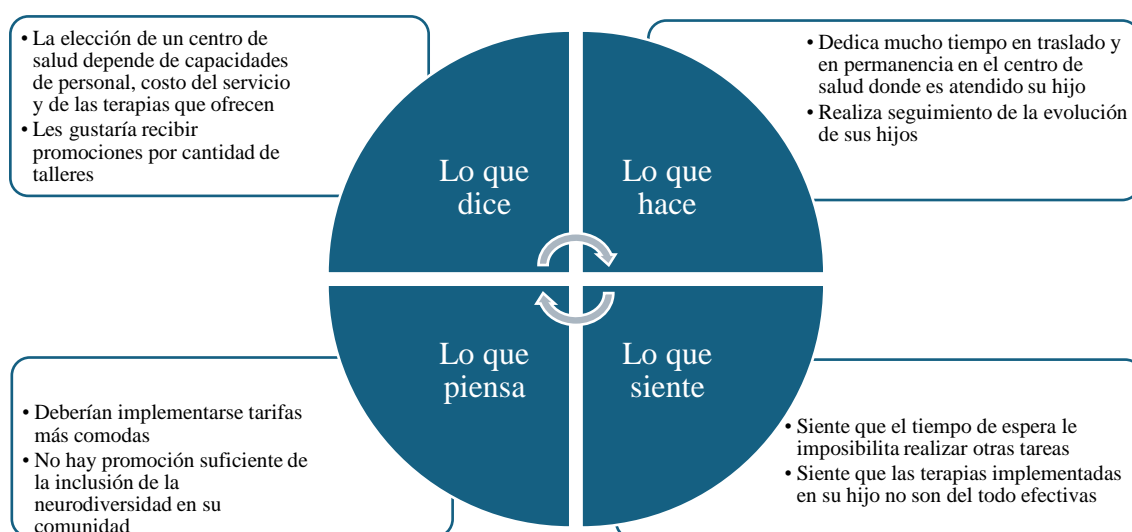 • La elección de un centro de
salud depende de capacidades
de personal, costo del servicio
y de las terapias que ofrecen
• Les gustaría recibir
promociones por cantidad de
talleres
• Dedica mucho tiempo en traslado y
en permanencia en el centro de
salud donde es atendido su hijo
• Realiza seguimiento de la evolución
de sus hijos
Lo que
dice
Lo que
hace
Lo que
piensa
Lo que
siente
• Deberían implementarse tarifas
más comodas
• No hay promoción suficiente de
la inclusión de la
neurodiversidad en su
comunidad
• Siente que el tiempo de espera le
imposibilita realizar otras tareas
• Siente que las terapias implementadas
en su hijo no son del todo efectivas